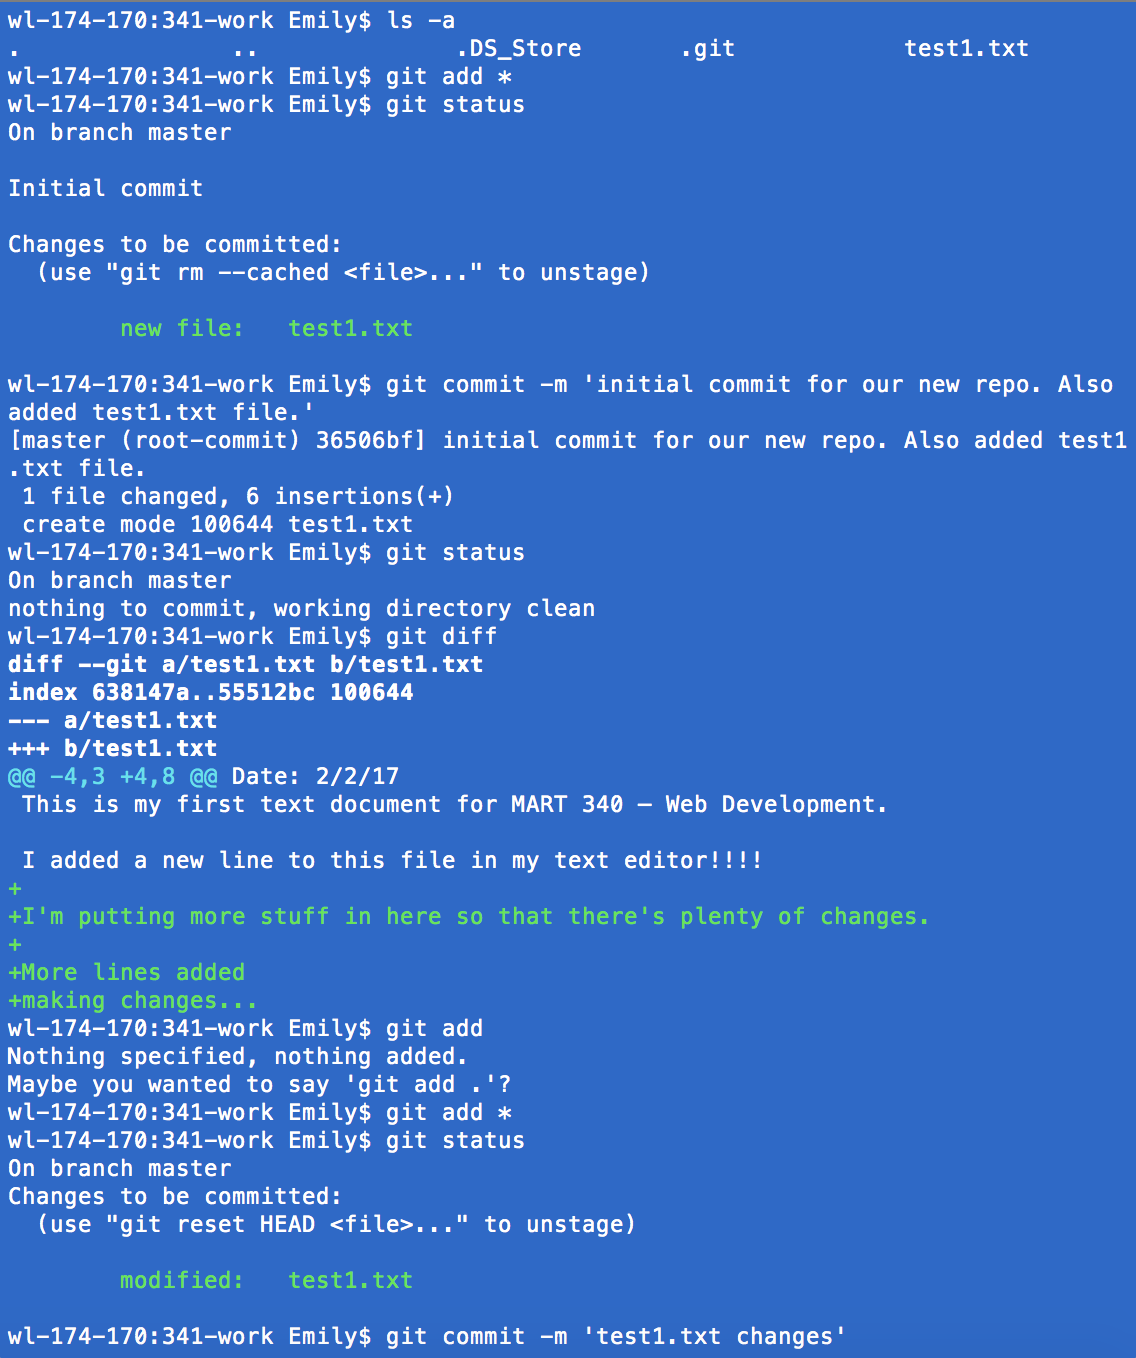 wl-174-170:341-work Emily$ ls -a
.               ..              .DS_Store       .git            test1.txt
wl-174-170:341-work Emily$ git add *
wl-174-170:341-work Emily$ git status
On branch master
Initial commit
Changes to be committed:
  (use "git rm --cached <file>..." to unstage)
        new file:   test1.txt
wl-174-170:341-work Emily$ git commit -m 'initial commit for our new repo. Also
added test1.txt file.'
[master (root-commit) 36506bf] initial commit for our new repo. Also added test1
.txt file.
 1 file changed, 6 insertions(+)
 create mode 100644 test1.txt
wl-174-170:341-work Emily$ git status
On branch master
nothing to commit, working directory clean
wl-174-170:341-work Emily$ git diff
diff --git a/test1.txt b/test1.txt
index 638147a..55512bc 100644
--- a/test1.txt
+++ b/test1.txt
@@ -4,3 +4,8 @@ Date: 2/2/17
 This is my first text document for MART 340 – Web Development.
 I added a new line to this file in my text editor!!!!
+
+I'm putting more stuff in here so that there's plenty of changes.
+
+More lines added
+making changes...
wl-174-170:341-work Emily$ git add
Nothing specified, nothing added.
Maybe you wanted to say 'git add .'?
wl-174-170:341-work Emily$ git add *
wl-174-170:341-work Emily$ git status
On branch master
Changes to be committed:
  (use "git reset HEAD <file>..." to unstage)
        modified:   test1.txt
wl-174-170:341-work Emily$ git commit -m 'test1.txt changes'